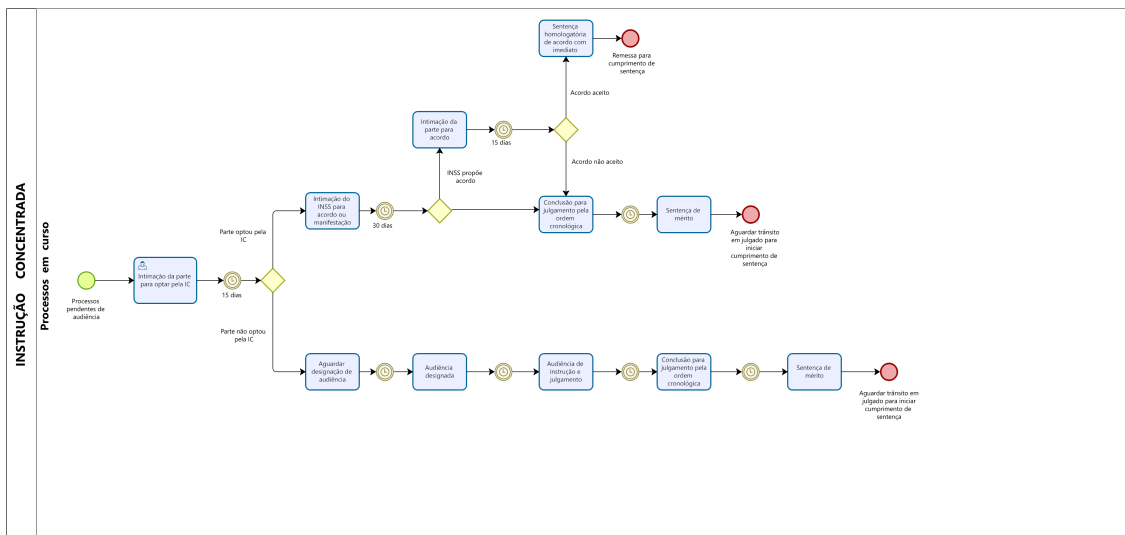 INSTRUÇÃO CONCENTRADA
Processos em curso
Processos
pendentes de
audiência
Intimação da parte
para optar pela IC
15 dias
Parte optou pela
IC
Intimação do
INSS para
acordo ou
manifestação
30 dias
INSS propõe
acordo
Intimação da
parte para
acordo
15 dias
Acordo aceito
Sentença
homologatória
de acordo com
imediato
Remessa para
cumprimento de
sentença
Acordo não aceito
Conclusão para
julgamento pela
ordem
cronológica
Sentença de
mérito
Aguardar trânsito
em julgado para
iniciar
cumprimento de
sentença
Parte não optou
pela IC
Aguardar
designação de
audiência
Audiência
designada
Audiência de
instrução e
julgamento
Conclusão para
julgamento pela
ordem
cronológica
Sentença de
mérito
Aguardar trânsito em
julgado para iniciar
cumprimento de
sentença